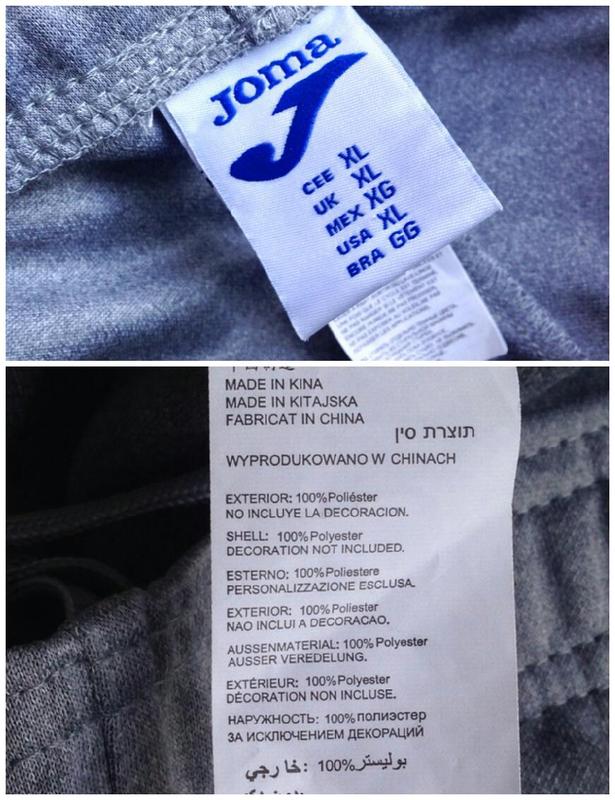 Joma
CEE XL
UK XL
MEX XG
USA XL
BRA GG
MADE IN KINA
MADE IN KITAJSKA
FABRICAT IN CHINA
תוצרת סין
WYPRODUKOWANO W CHINACH
EXTERIOR: 100%Poliéster
NO INCLUYE LA DECORACION.
SHELL: 100%Polyester
DECORATION NOT INCLUDED.
ESTERNO: 100%Poliestere
PERSONALIZZAZIONE ESCLUSA.
EXTERIOR: 100%Poliester
NAO INCLUI A DECORACAO.
AUSSENMATERIAL: 100%Polyester
AUSSER VEREDELUNG.
EXTÉRIEUR: 100%Polyester
DÉCORATION NON INCLUSE.
НАРУЖНОСТЬ: 100%полиэстер
ЗА ИСКЛЮЧЕНИЕМ ДЕКОРАЦИЙ
خارجي: 100%بوليستر